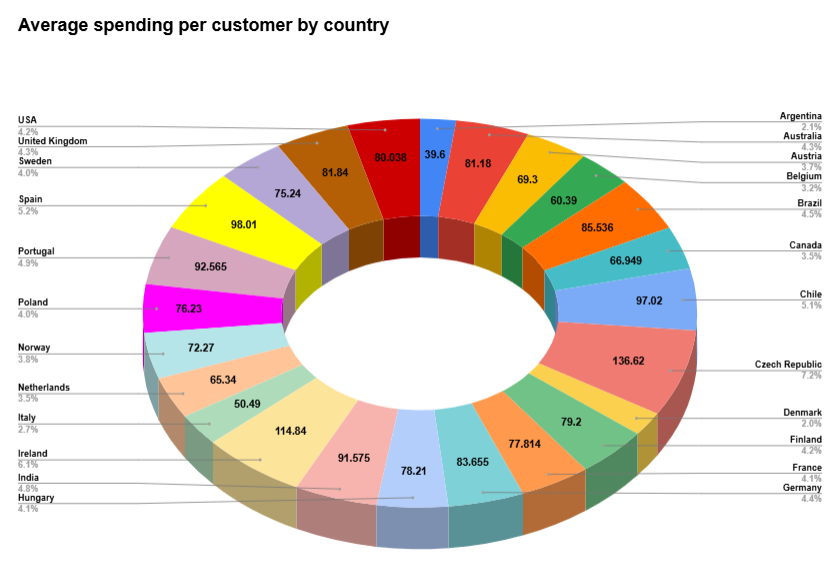 Average spending per customer by country
USA
4.2%
United Kingdom
4.3%
Sweden
4.0%
Spain
5.2%
Portugal
4.9%
Poland
4.0%
Norway
3.8%
Netherlands
3.5%
Italy
2.7%
Ireland
6.1%
India
4.8%
Hungary
4.1%
Argentina
2.1%
Australia
4.3%
Austria
3.7%
Belgium
3.2%
Brazil
4.5%
Canada
3.5%
Chile
5.1%
Czech Republic
7.2%
Denmark
2.0%
Finland
4.2%
France
4.1%
Germany
4.4%
39.6
81.18
69.3
60.39
85.536
66.949
97.02
136.62
79.2
77.814
83.655
78.21
91.575
114.84
50.49
65.34
72.27
76.23
92.565
98.01
75.24
81.84
80.038